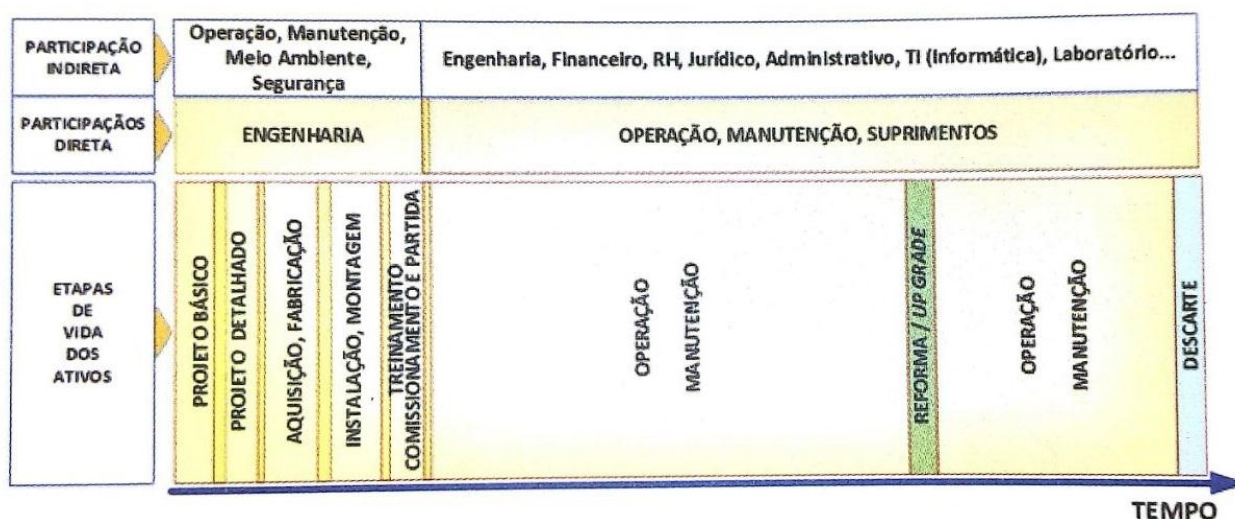 PARTICIPAÇÃO
INDIRETA
Operação, Manutenção,
Meio Ambiente,
Segurança
Engenharia, Financeiro, RH, Jurídico, Administrativo, TI (Informática), Laboratório...
PARTICIPAÇÃOS
DIRETA
ENGENHARIA
OPERAÇÃO, MANUTENÇÃO, SUPRIMENTOS
ETAPAS
DE
VIDA
DOS
ATIVOS
PROJETO BÁSICO
PROJETO DETALHADO
AQUISIÇÃO, FABRICAÇÃO
INSTALAÇÃO, MONTAGEM
TREINAMENTO
COMISSIONAMENTO E PARTIDA
OPERAÇÃO
MANUTENÇÃO
REFORMA / UP GRADE
OPERAÇÃO
MANUTENÇÃO
DESCARTE
TEMPO